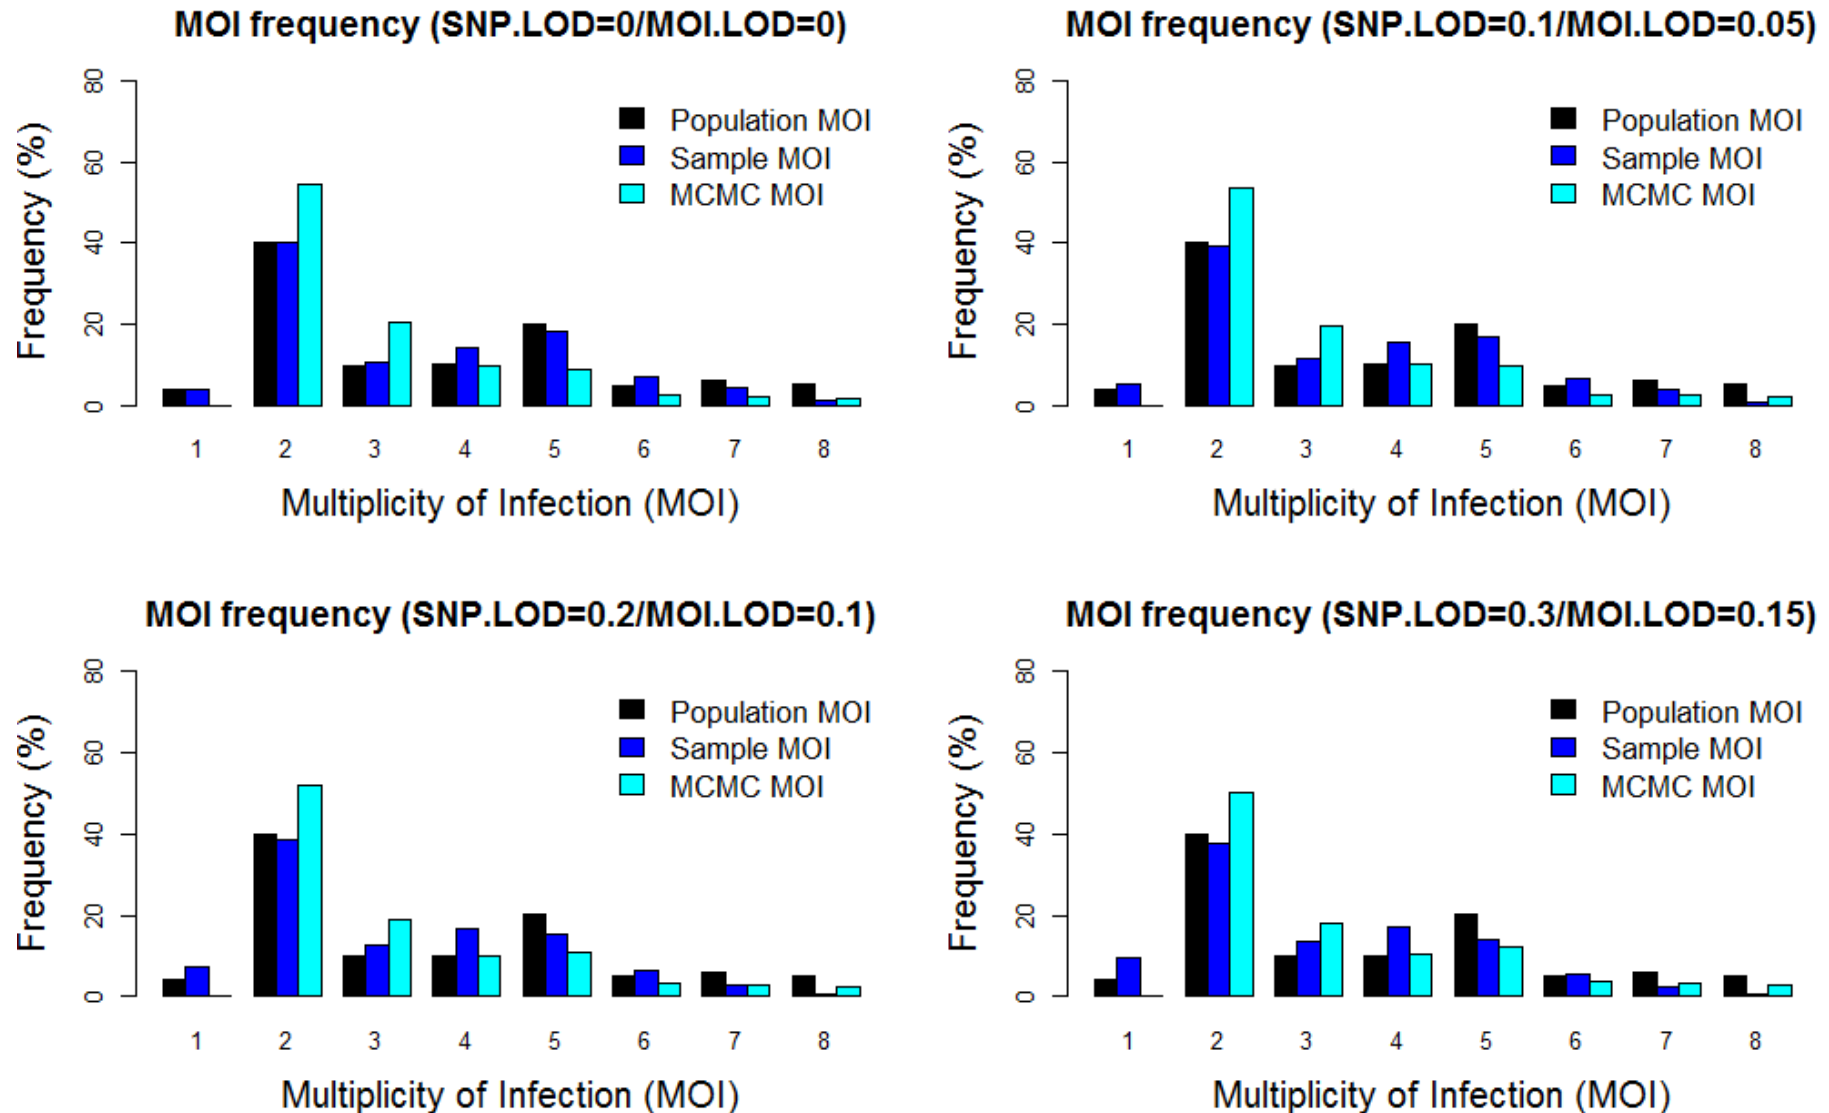 MOI frequency (SNP.LOD=0/MOI.LOD=0)
Frequency (%)
80
60
40
20
0
Population MOI
Sample MOI
MCMC MOI
1 2 3 4 5 6 7 8
Multiplicity of Infection (MOI)
MOI frequency (SNP.LOD=0.1/MOI.LOD=0.05)
Frequency (%)
80
60
40
20
0
Population MOI
Sample MOI
MCMC MOI
1 2 3 4 5 6 7 8
Multiplicity of Infection (MOI)
MOI frequency (SNP.LOD=0.2/MOI.LOD=0.1)
Frequency (%)
80
60
40
20
0
Population MOI
Sample MOI
MCMC MOI
1 2 3 4 5 6 7 8
Multiplicity of Infection (MOI)
MOI frequency (SNP.LOD=0.3/MOI.LOD=0.15)
Frequency (%)
80
60
40
20
0
Population MOI
Sample MOI
MCMC MOI
1 2 3 4 5 6 7 8
Multiplicity of Infection (MOI)